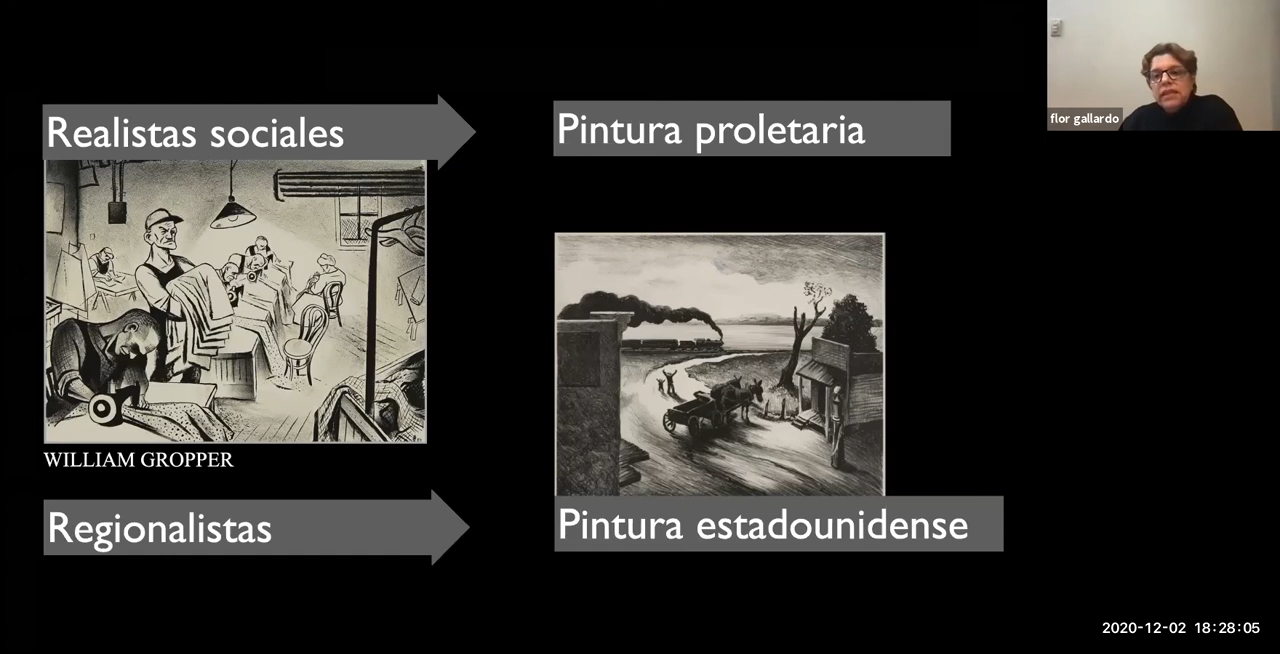 Realistas sociales
Pintura proletaria
flor gallardo
WILLIAM GROPPER
Regionalistas
Pintura estadounidense
2020-12-02 18:28:05